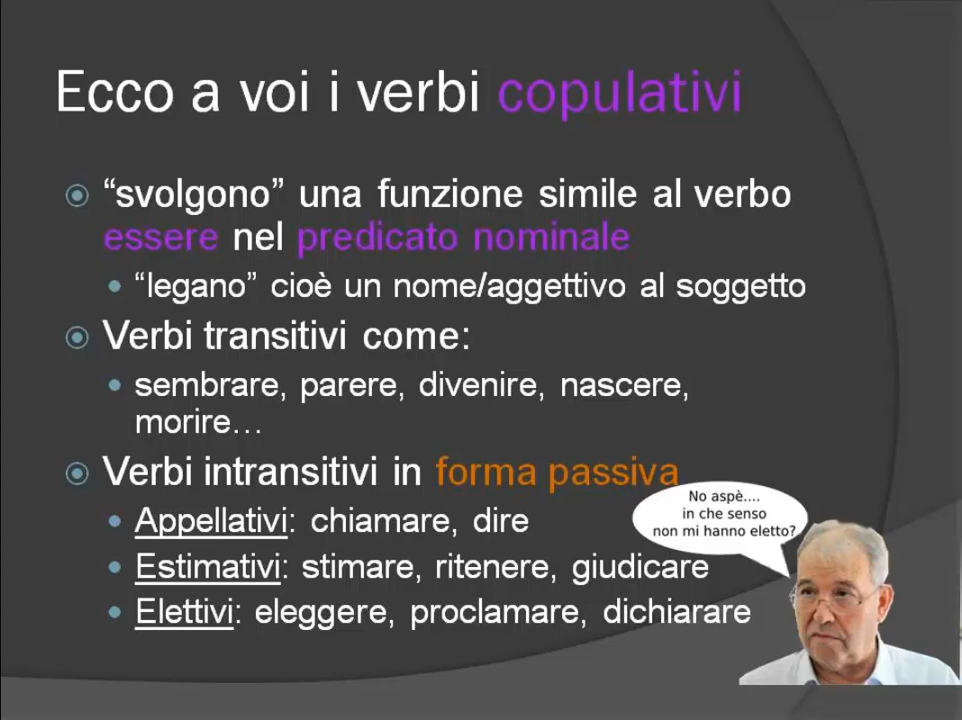 Ecco a voi i verbi copulativi
“svolgono” una funzione simile al verbo
essere nel predicato nominale
“legano” cioè un nome/aggettivo al soggetto
Verbi transitivi come:
sembrare, parere, divenire, nascere,
morire…
Verbi intransitivi in forma passiva
Appellativi: chiamare, dire
Estimativi: stimare, ritenere, giudicare
Elettivi: eleggere, proclamare, dichiarare
No aspè....
in che senso
non mi hanno eletto?